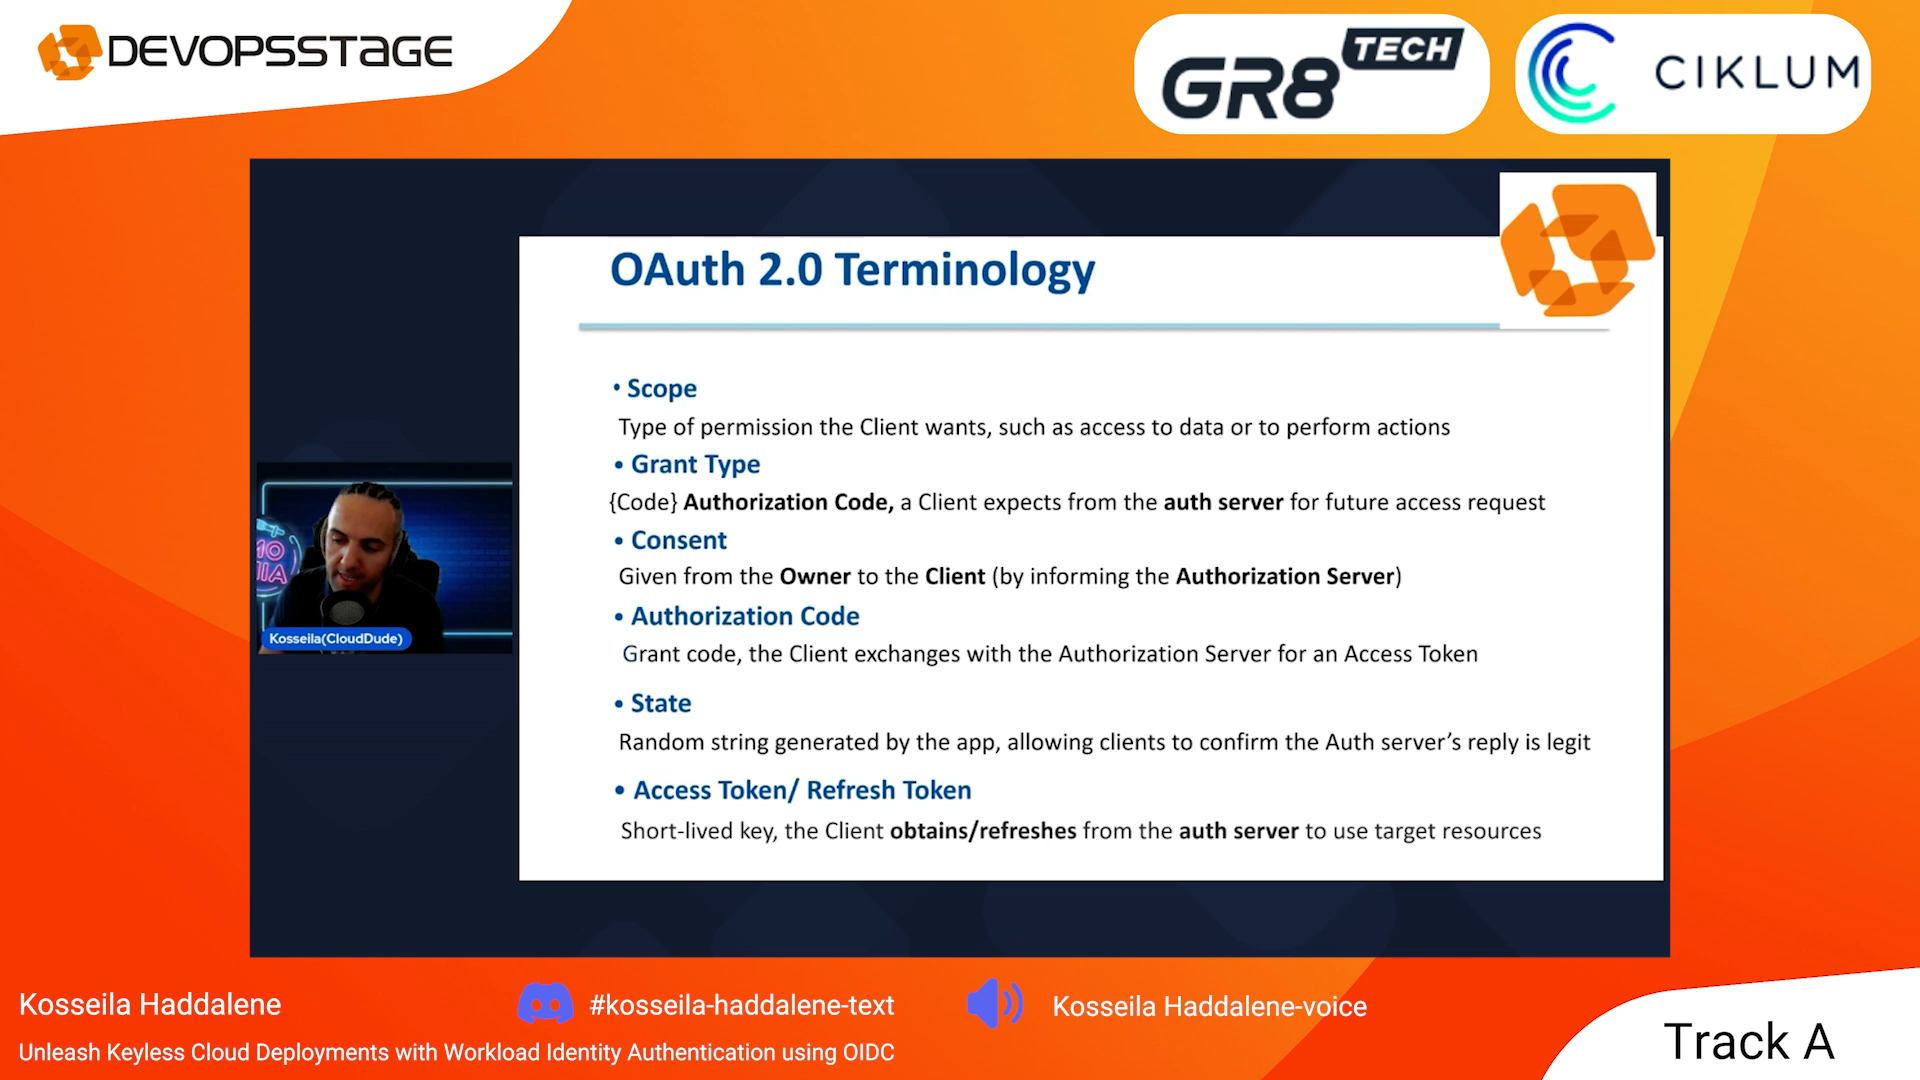 DEVOPSSTAGE
GR8 TECH
CIKLUM
OAuth 2.0 Terminology
• Scope
Type of permission the Client wants, such as access to data or to perform actions
• Grant Type
{Code} Authorization Code, a Client expects from the auth server for future access request
• Consent
Given from the Owner to the Client (by informing the Authorization Server)
• Authorization Code
Grant code, the Client exchanges with the Authorization Server for an Access Token
• State
Random string generated by the app, allowing clients to confirm the Auth server’s reply is legit
• Access Token/ Refresh Token
Short-lived key, the Client obtains/refreshes from the auth server to use target resources
Kosseila(CloudDude)
Kosseila Haddalene
#kosseila-haddalene-text
Kosseila Haddalene-voice
Unleash Keyless Cloud Deployments with Workload Identity Authentication using OIDC
Track A